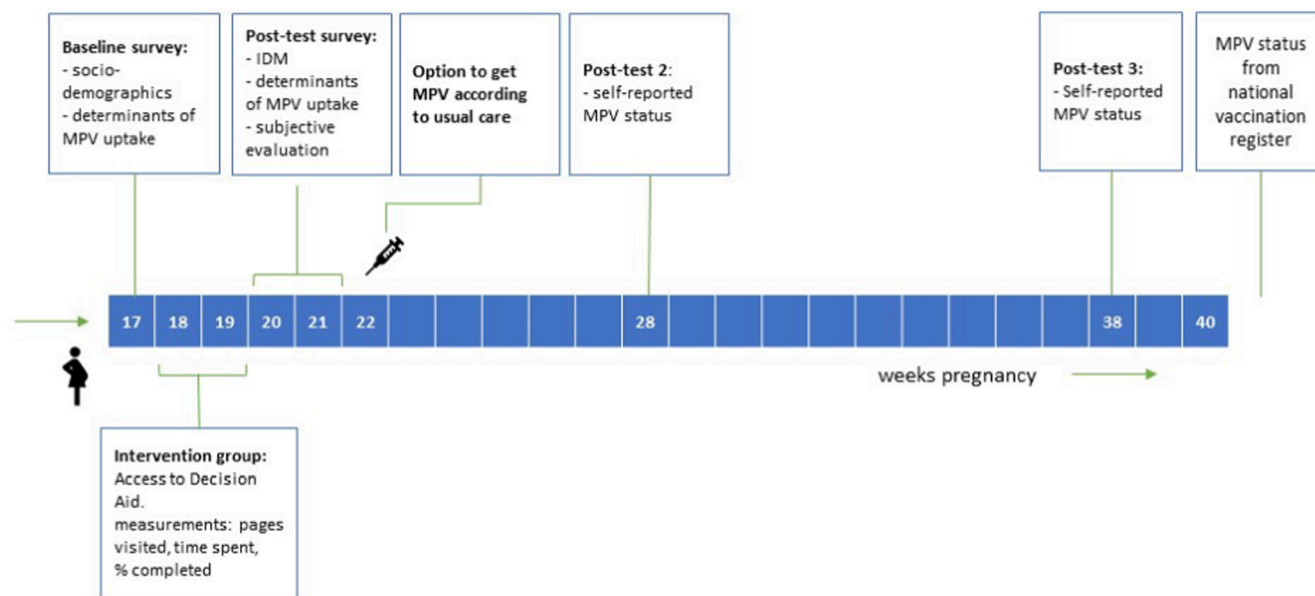 Baseline survey:
- socio-
demographics
- determinants of
MPV uptake
Post-test survey:
- IDM
- determinants
of MPV uptake
- subjective
evaluation
Option to get
MPV according
to usual care
Post-test 2:
- self-reported
MPV status
Post-test 3:
- Self-reported
MPV status
MPV status
from
national
vaccination
register
17 18 19 20 21 22 28 38 40
weeks pregnancy
Intervention group:
Access to Decision
Aid.
measurements: pages
visited, time spent,
% completed